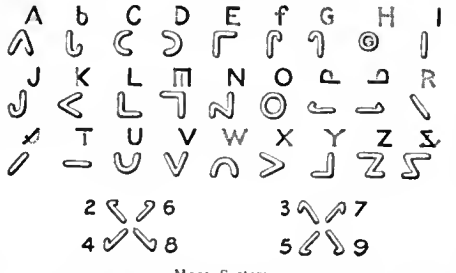 A b C D E f G H I
G
J K L M N O P Q R
S T U V W X Y Z &
2 6 3 7
4 8 5 9
Moon System